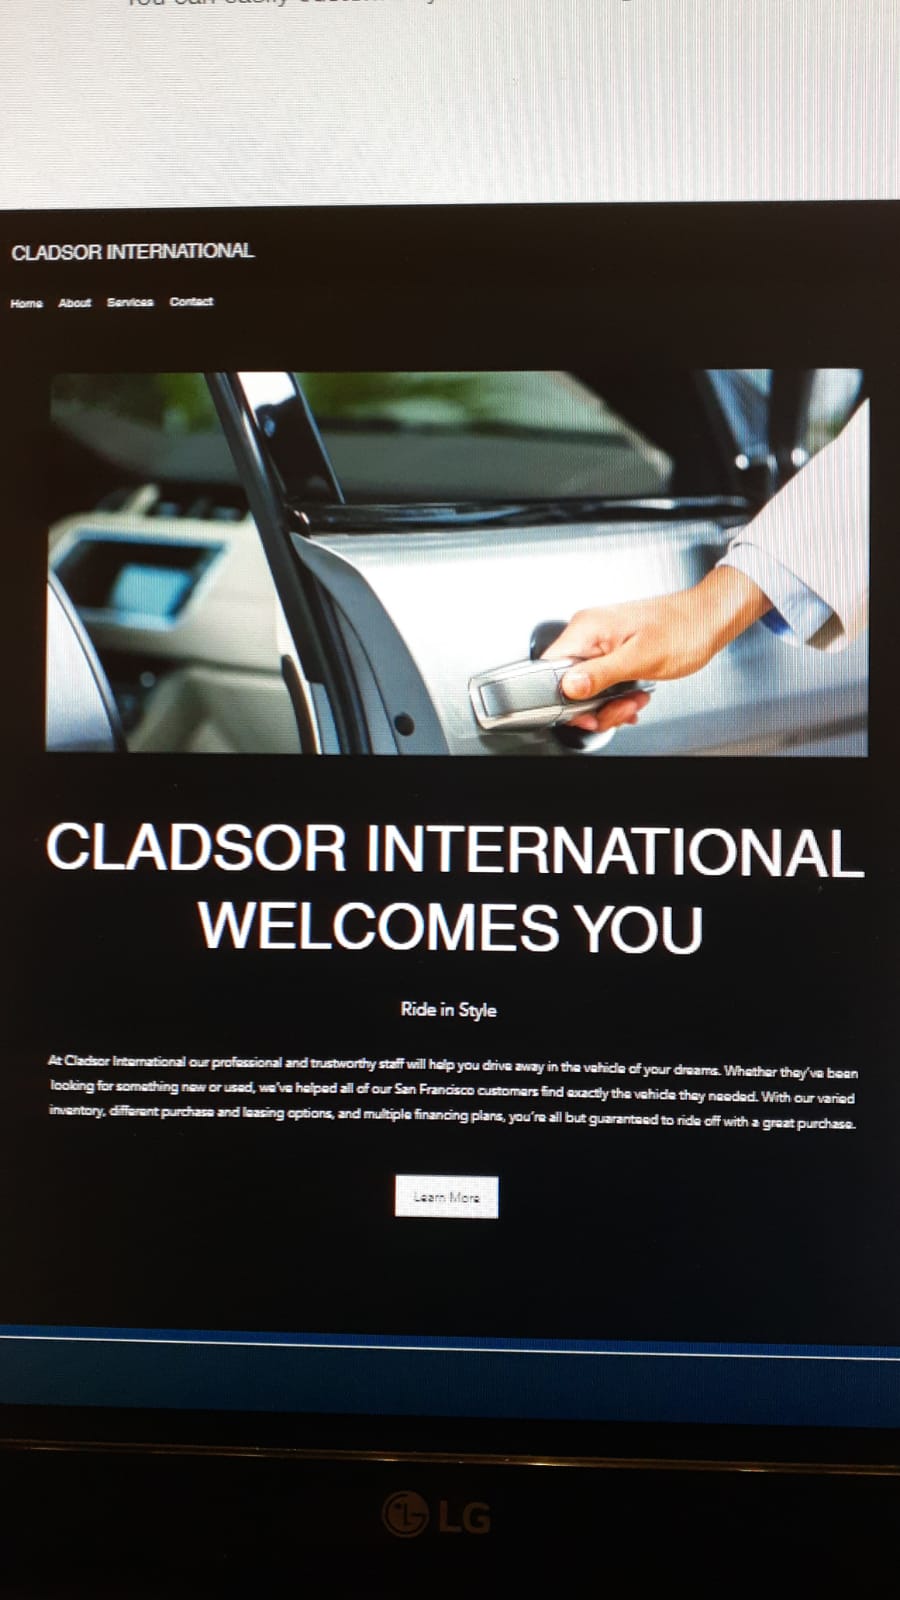 You can easily
CLADSOR INTERNATIONAL
Home About Services Contact
CLADSOR INTERNATIONAL
WELCOMES YOU
Ride in Style
At Cladsor International our professional and trustworthy staff will help you drive away in the vehicle of your dreams. Whether they've been
looking for something new or used, we've helped all of our San Francisco customers find exactly the vehicle they needed. With our varied
inventory, different purchase and leasing options, and multiple financing plans, you're all but guaranteed to ride off with a great purchase.
Learn More
LG